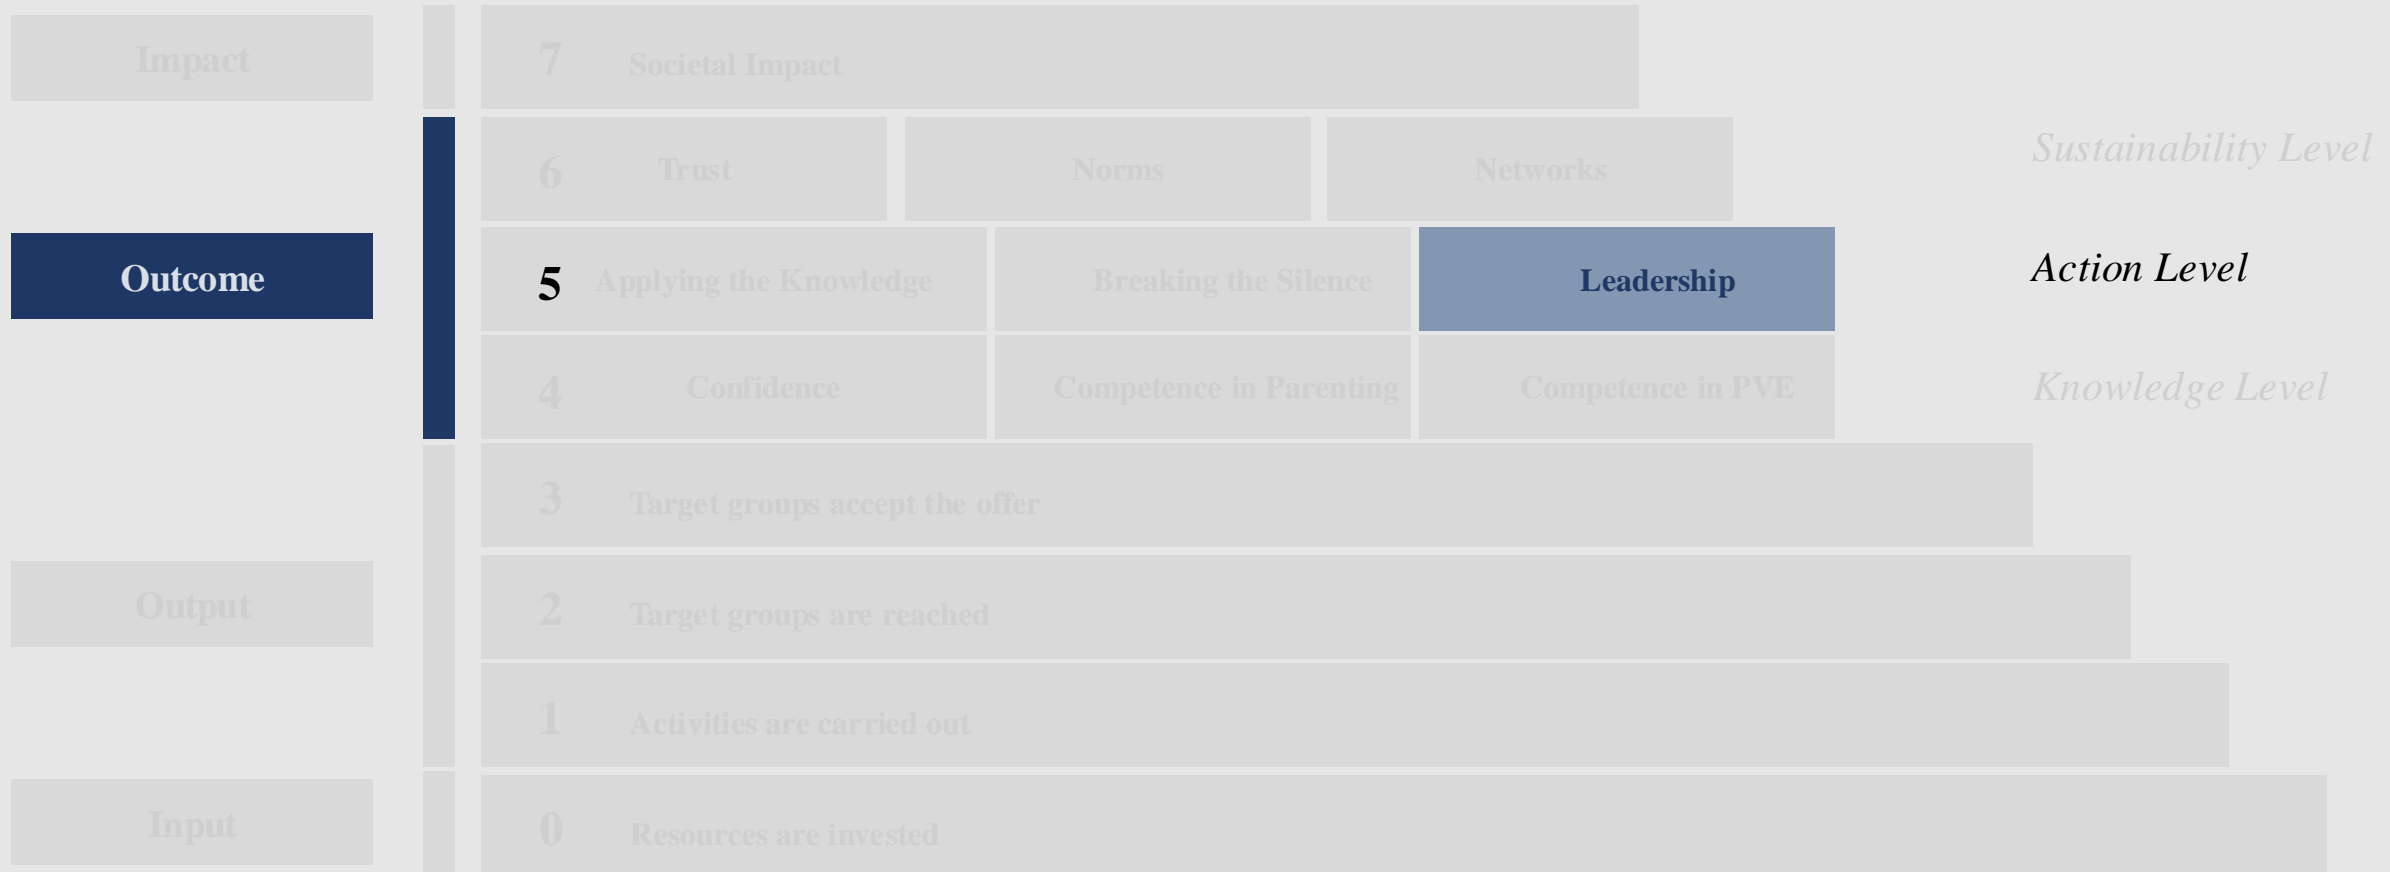 Impact
7 Societal Impact
6 Trust Norms Networks Sustainability Level
Outcome
5 Applying the Knowledge Breaking the Silence Leadership Action Level
4 Confidence Competence in Parenting Competence in PVE Knowledge Level
3 Target groups accept the offer
Output
2 Target groups are reached
1 Activities are carried out
Input
0 Resources are invested